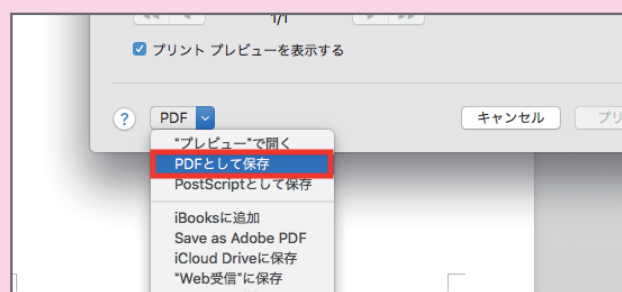 1/1
プリント プレビューを表示する
? PDF キャンセル プリ
“プレビュー”で開く
PDFとして保存
PostScriptとして保存
iBooksに追加
Save as Adobe PDF
iCloud Driveに保存
“Web受信”に保存